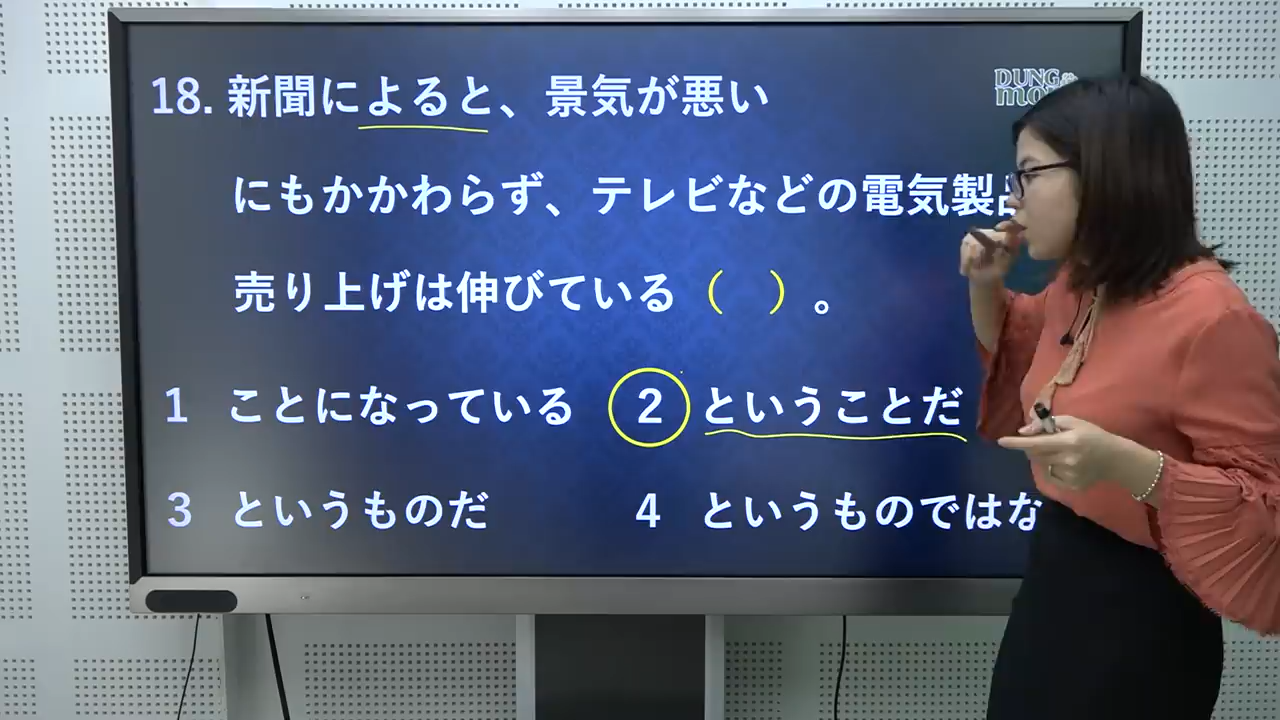 18. 新聞によると、景気が悪い
DUNG
mo
にもかかわらず、テレビなどの電気製品
売り上げは伸びている（　）。
1 ことになっている 2 ということだ
3 というものだ 4 というものではな